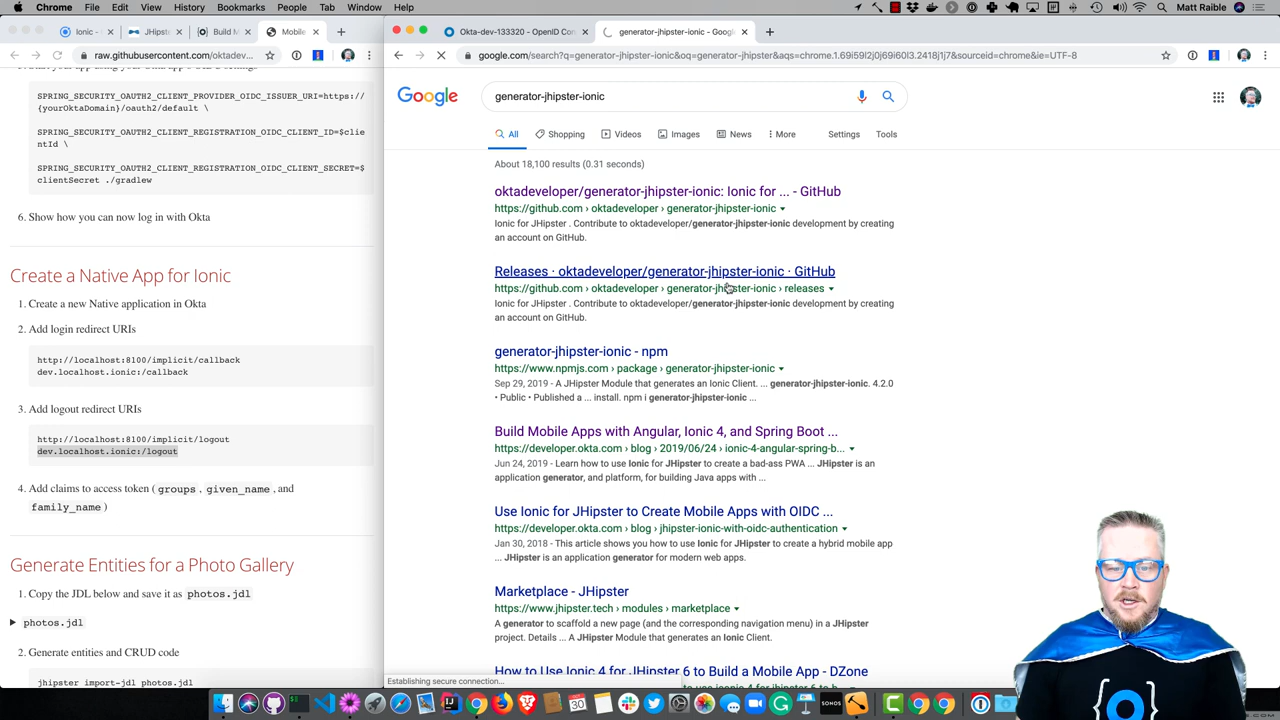 Chrome File Edit View History Bookmarks People Tab Window Help
Matt Raible
Ionic -
JHipste
Build M
Mobile
Okta-dev-133320 - OpenID Con
generator-jhipster-ionic - Goog
raw.githubusercontent.com/oktadev...
google.com/search?q=generator-jhipster-ionic&oq=generator-jhipster-ionic&aqs=chrome.1.69i59l2j0j69i60l3.2418j1j7&sourceid=chrome&ie=UTF-8
SPRING_SECURITY_OAUTH2_CLIENT_PROVIDER_OIDC_ISSUER_URI=https://
{yourOktaDomain}/oauth2/default \
SPRING_SECURITY_OAUTH2_CLIENT_REGISTRATION_OIDC_CLIENT_ID=$clie
ntId \
SPRING_SECURITY_OAUTH2_CLIENT_REGISTRATION_OIDC_CLIENT_SECRET=$
clientSecret ./gradlew
6. Show how you can now log in with Okta
Create a Native App for Ionic
1. Create a new Native application in Okta
2. Add login redirect URIs
http://localhost:8100/implicit/callback
dev.localhost.ionic:/callback
3. Add logout redirect URIs
http://localhost:8100/implicit/logout
dev.localhost.ionic:/logout
4. Add claims to access token ( groups , given_name , and
family_name )
Generate Entities for a Photo Gallery
1. Copy the JDL below and save it as photos.jdl
photos.jdl
2. Generate entities and CRUD code
jhipster import-jdl photos.jdl
Google
generator-jhipster-ionic
All Shopping Videos Images News More Settings Tools
About 18,100 results (0.31 seconds)
oktadeveloper/generator-jhipster-ionic: Ionic for ... - GitHub
https://github.com › oktadeveloper › generator-jhipster-ionic
Ionic for JHipster . Contribute to oktadeveloper/generator-jhipster-ionic development by creating
an account on GitHub.
Releases · oktadeveloper/generator-jhipster-ionic · GitHub
https://github.com › oktadeveloper › generator-jhipster-ionic › releases
Ionic for JHipster . Contribute to oktadeveloper/generator-jhipster-ionic development by creating
an account on GitHub.
generator-jhipster-ionic - npm
https://www.npmjs.com › package › generator-jhipster-ionic
Sep 29, 2019 - A JHipster Module that generates an Ionic Client. ... generator-jhipster-ionic. 4.2.0
• Public • Published a ... install. npm i generator-jhipster-ionic ...
Build Mobile Apps with Angular, Ionic 4, and Spring Boot ...
https://developer.okta.com › blog › 2019/06/24 › ionic-4-angular-spring-b...
Jun 24, 2019 - Learn how to use Ionic for JHipster to create a bad-ass PWA ... JHipster is an
application generator, and platform, for building Java apps with ...
Use Ionic for JHipster to Create Mobile Apps with OIDC ...
https://developer.okta.com › blog › jhipster-ionic-with-oidc-authentication
Jan 30, 2018 - This article shows you how to use Ionic for JHipster to create a hybrid mobile app
... JHipster is an application generator for modern web apps.
Marketplace - JHipster
https://www.jhipster.tech › modules › marketplace
A generator to scaffold a new page (and the corresponding navigation menu) in a JHipster
project. Details ... A JHipster Module that generates an Ionic Client.
How to Use Ionic 4 for JHipster 6 to Build a Mobile App - DZone
Establishing secure connection...
SONOS